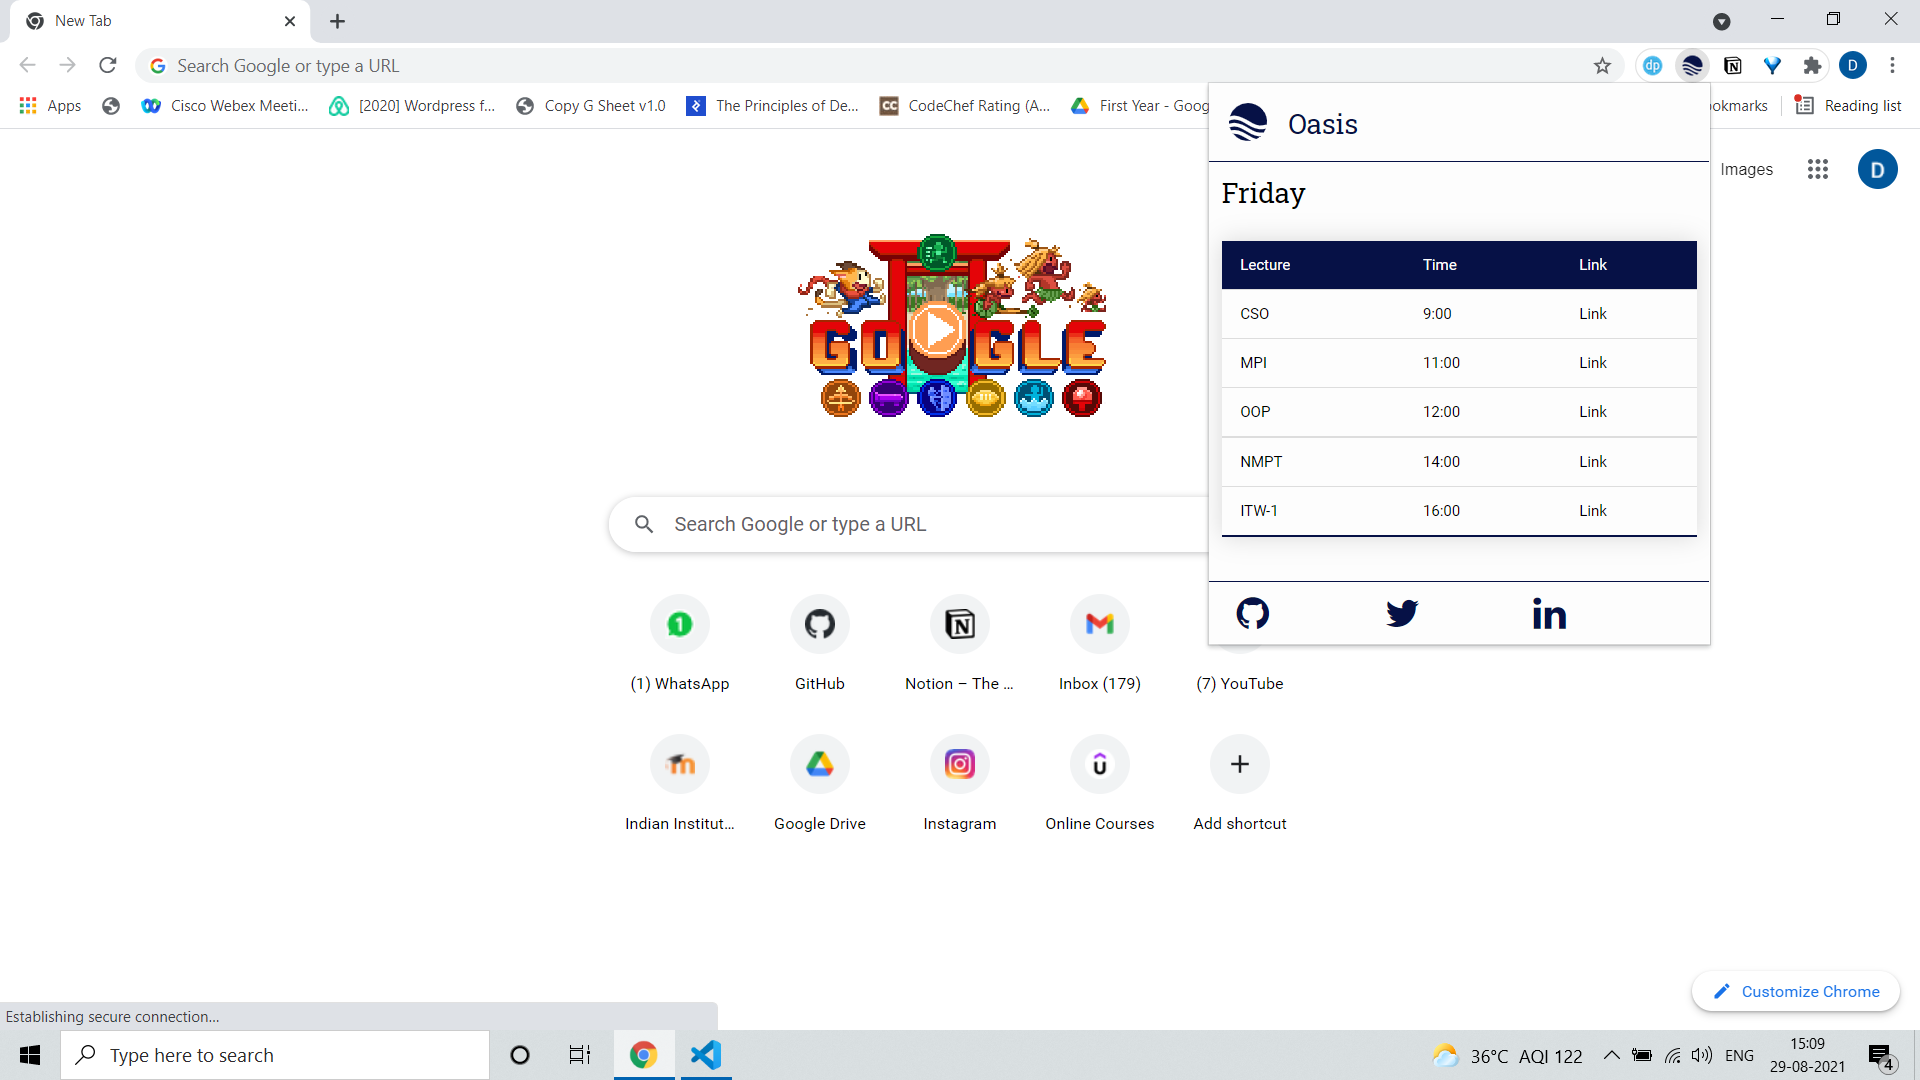 New Tab
Search Google or type a URL
dp
D
Apps
Cisco Webex Meeti...
[2020] Wordpress f...
Copy G Sheet v1.0
The Principles of De...
CC
CodeChef Rating (A...
First Year - Goog
ookmarks
Reading list
Oasis
Images
D
Friday
Lecture Time Link
CSO 9:00 Link
MPI 11:00 Link
OOP 12:00 Link
NMPT 14:00 Link
ITW-1 16:00 Link
GOOGLE
Search Google or type a URL
(1) WhatsApp
GitHub
Notion – The ...
Inbox (179)
(7) YouTube
Indian Institut...
Google Drive
Instagram
Online Courses
Add shortcut
Customize Chrome
Establishing secure connection...
Type here to search
36°C AQI 122
ENG
15:09
29-08-2021
4